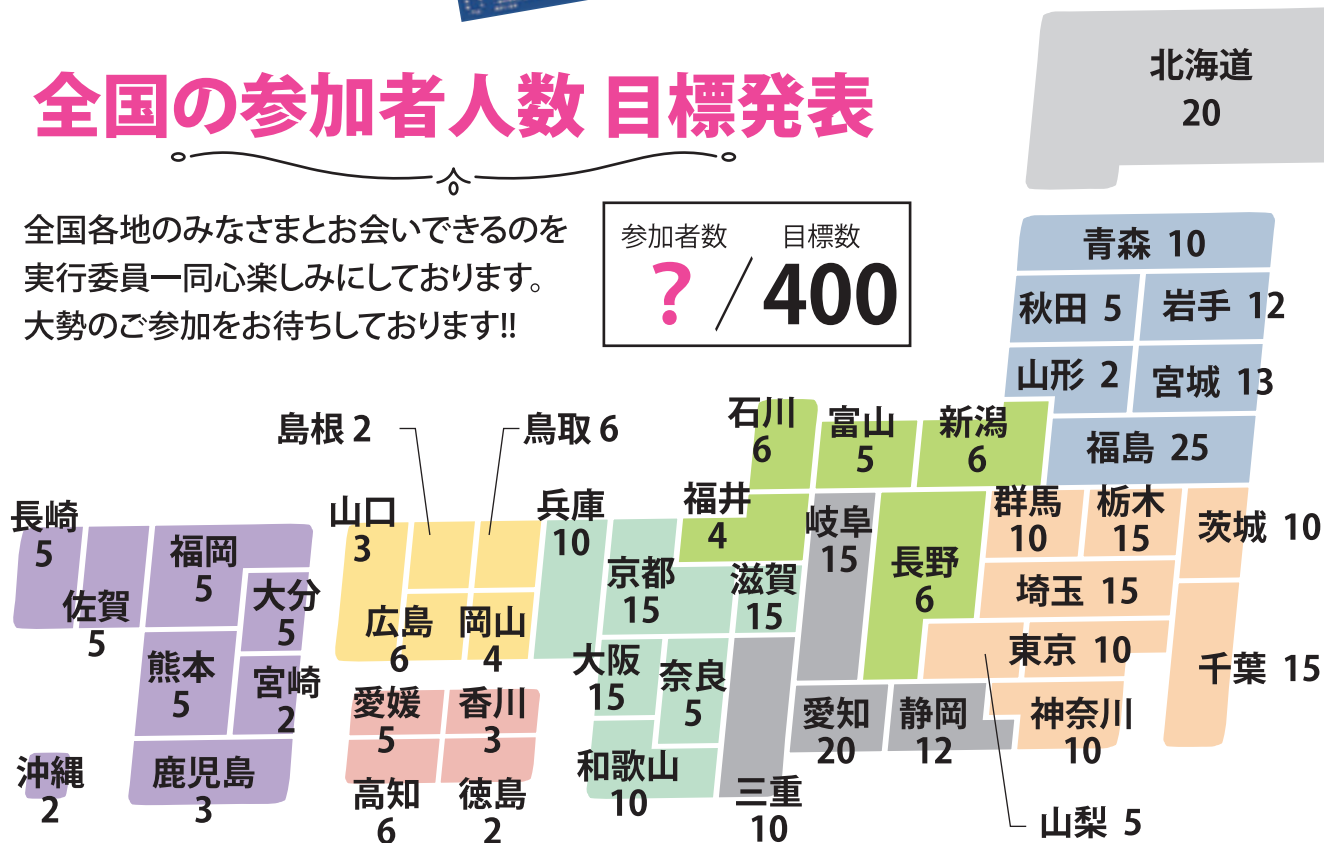 全国の参加者人数 目標発表
全国各地のみなさまとお会いできるのを
実行委員一同心楽しみにしております。
大勢のご参加をお待ちしております!!
参加者数 目標数
?/400
北海道
20
青森 10
秋田 5
岩手 12
山形 2
宮城 13
福島 25
石川
6
富山
5
新潟
6
福井
4
長野
6
岐阜
15
群馬
10
栃木
15
茨城 10
埼玉 15
東京 10
千葉 15
神奈川
10
山梨 5
愛知
20
静岡
12
三重
10
兵庫
10
京都
15
滋賀
15
大阪
15
奈良
5
和歌山
10
島根 2
鳥取 6
山口
3
広島
6
岡山
4
愛媛
5
香川
3
高知
6
徳島
2
長崎
5
佐賀
5
福岡
5
大分
5
熊本
5
宮崎
2
鹿児島
3
沖縄
2